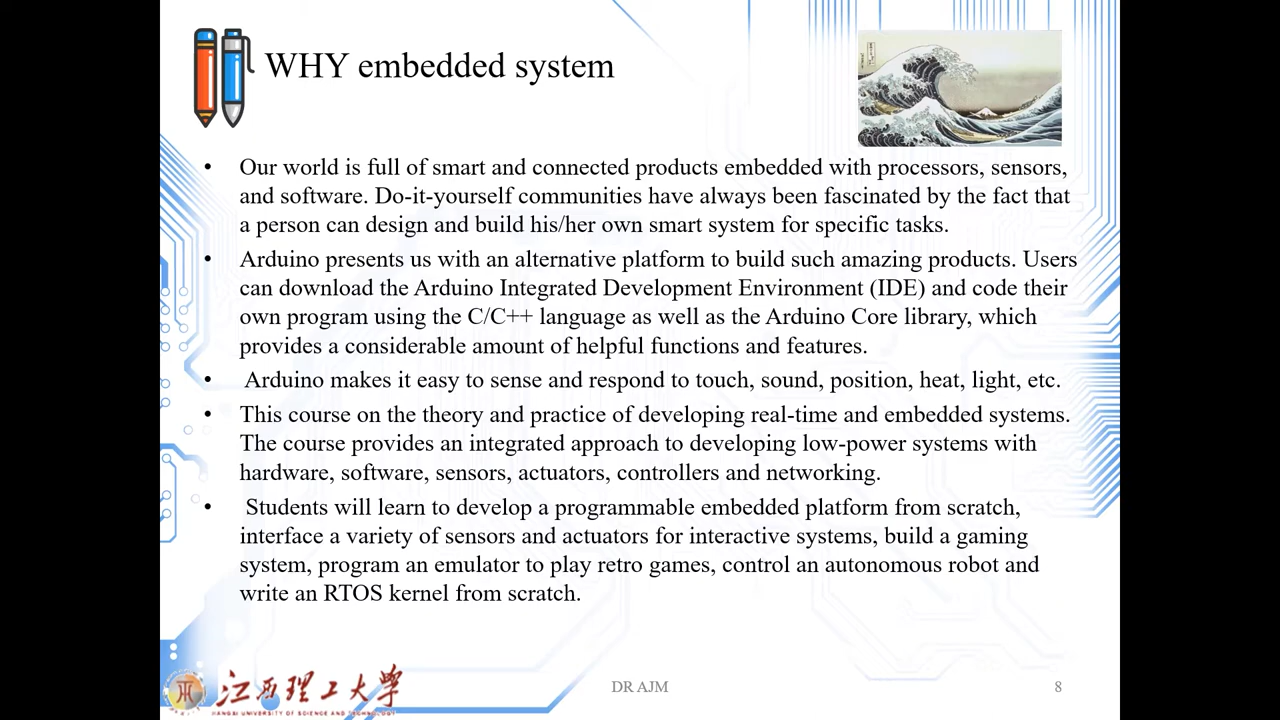 WHY embedded system
• Our world is full of smart and connected products embedded with processors, sensors,
and software. Do-it-yourself communities have always been fascinated by the fact that
a person can design and build his/her own smart system for specific tasks.
• Arduino presents us with an alternative platform to build such amazing products. Users
can download the Arduino Integrated Development Environment (IDE) and code their
own program using the C/C++ language as well as the Arduino Core library, which
provides a considerable amount of helpful functions and features.
• Arduino makes it easy to sense and respond to touch, sound, position, heat, light, etc.
• This course on the theory and practice of developing real-time and embedded systems.
The course provides an integrated approach to developing low-power systems with
hardware, software, sensors, actuators, controllers and networking.
• Students will learn to develop a programmable embedded platform from scratch,
interface a variety of sensors and actuators for interactive systems, build a gaming
system, program an emulator to play retro games, control an autonomous robot and
write an RTOS kernel from scratch.
江西理工大学
JIANGXI UNIVERSITY OF SCIENCE AND TECHNOLOGY
DR AJM
8